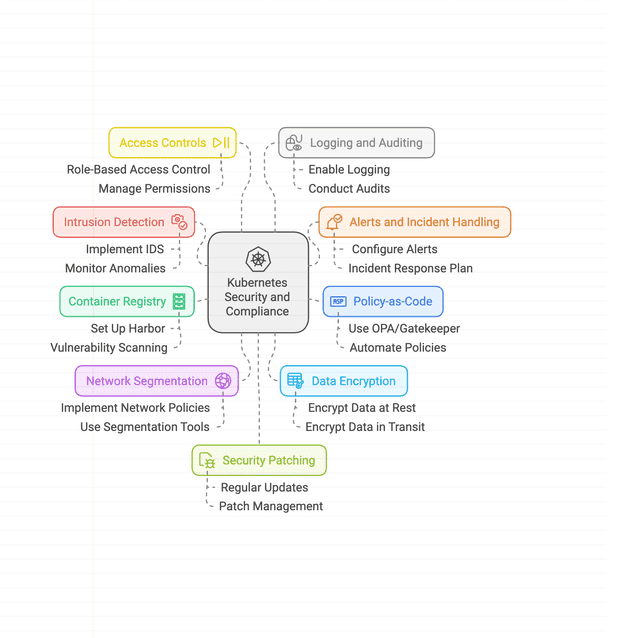 Access Controls
Role-Based Access Control
Manage Permissions
Logging and Auditing
Enable Logging
Conduct Audits
Intrusion Detection
Implement IDS
Monitor Anomalies
Alerts and Incident Handling
Configure Alerts
Incident Response Plan
Kubernetes
Security and
Compliance
Container Registry
Set Up Harbor
Vulnerability Scanning
RSP
Policy-as-Code
Use OPA/Gatekeeper
Automate Policies
Network Segmentation
Implement Network Policies
Use Segmentation Tools
Data Encryption
Encrypt Data at Rest
Encrypt Data in Transit
Security Patching
Regular Updates
Patch Management